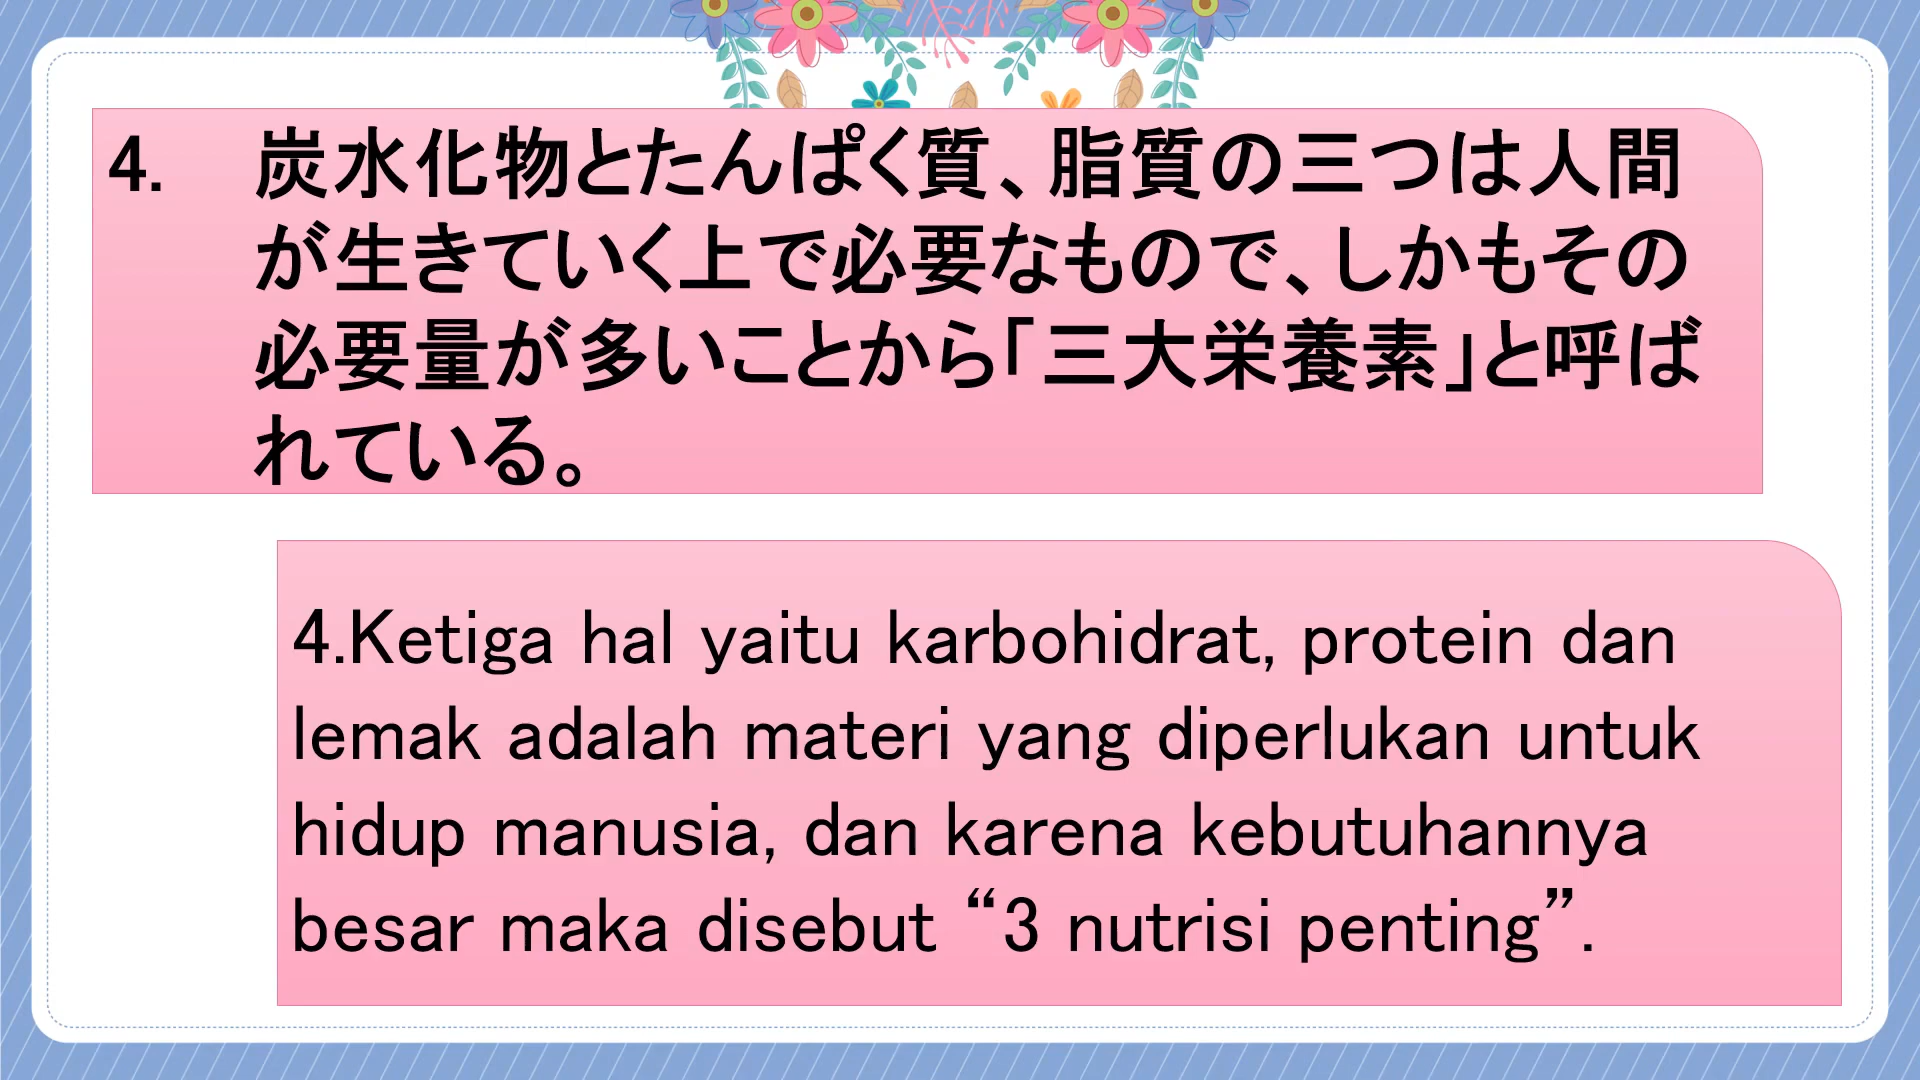 4. 炭水化物とたんぱく質、脂質の三つは人間
が生きていく上で必要なもので、しかもその
必要量が多いことから「三大栄養素」と呼ば
れている。
4.Ketiga hal yaitu karbohidrat, protein dan
lemak adalah materi yang diperlukan untuk
hidup manusia, dan karena kebutuhannya
besar maka disebut “3 nutrisi penting”.